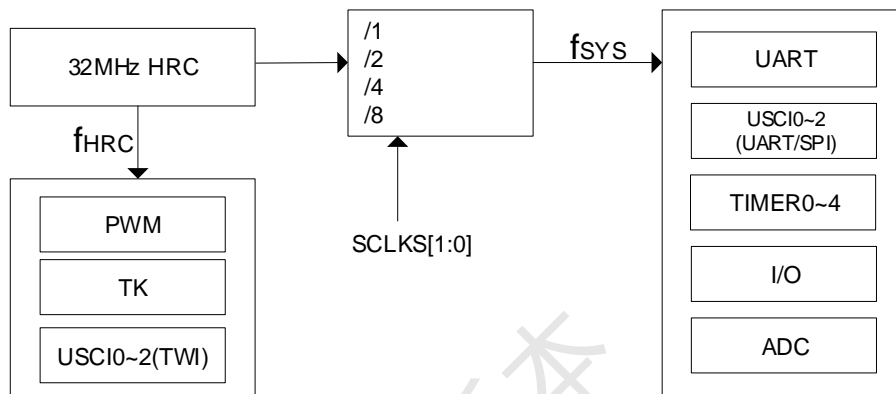 32MHz HRC
fHRC
PWM
TK
USCI0~2(TWI)
/1
/2
/4
/8
SCLKS[1:0]
fSYS
UART
USCI0~2
(UART/SPI)
TIMER0~4
I/O
ADC
本